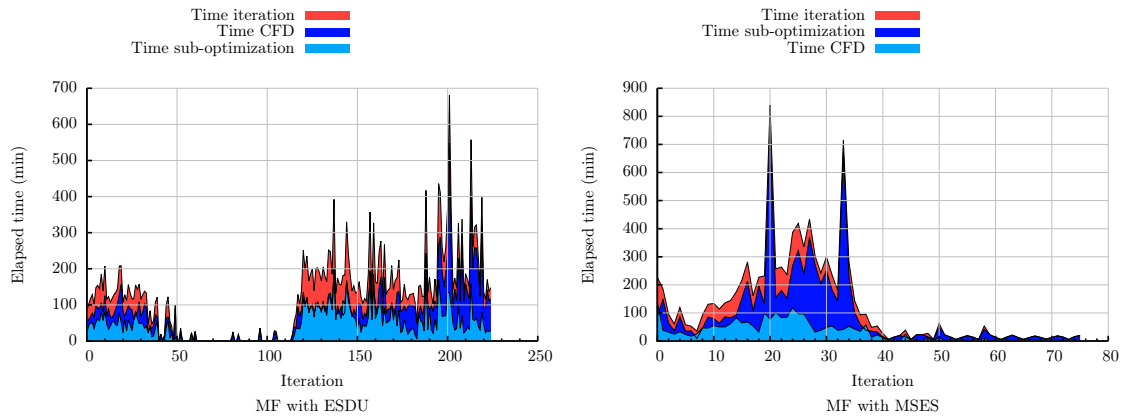 Time iteration
Time CFD
Time sub-optimization
700
600
500
400
300
200
100
0
0 50 100 150 200 250
Elapsed time (min)
Iteration
MF with ESDU
Time iteration
Time sub-optimization
Time CFD
900
800
700
600
500
400
300
200
100
0
0 10 20 30 40 50 60 70 80
Elapsed time (min)
Iteration
MF with MSES